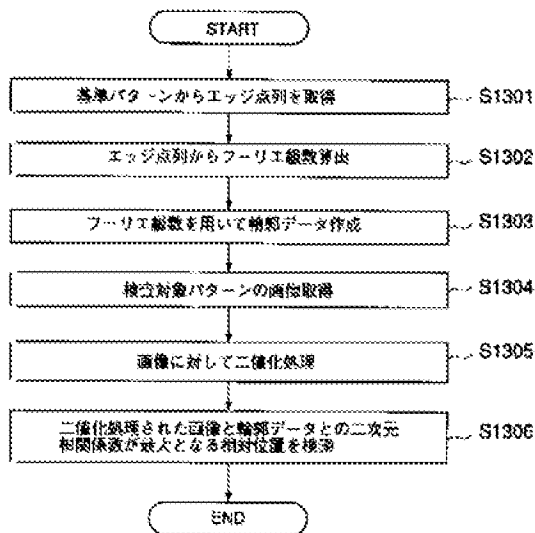 START
基準パターンからエッジ点列を取得
S1301
エッジ点列からフーリエ級数算出
S1302
フーリエ級数を用いて輪郭データ作成
S1303
検査対象パターンの画像取得
S1304
画像に対して二値化処理
S1305
二値化処理された画像と輪郭データとの二次元
相関係数が最大となる相対位置を検索
S1306
END